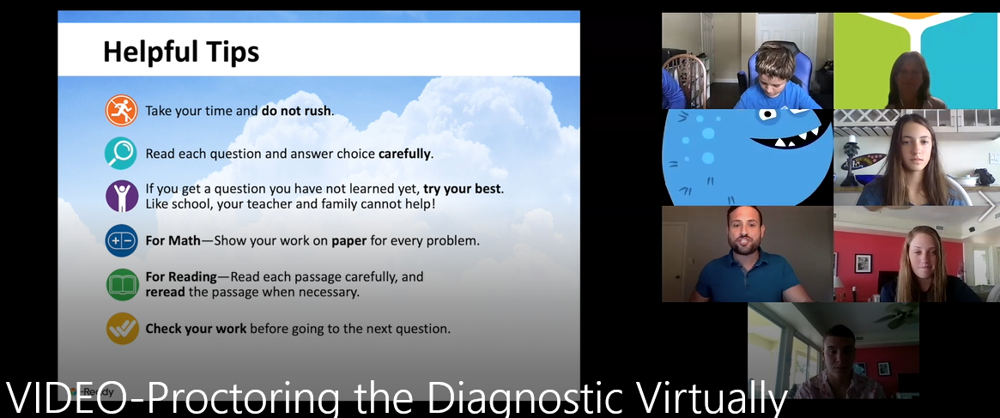 Helpful Tips
Take your time and do not rush.
Read each question and answer choice carefully.
If you get a question you have not learned yet, try your best.
Like school, your teacher and family cannot help!
For Math—Show your work on paper for every problem.
For Reading—Read each passage carefully, and
reread the passage when necessary.
Check your work before going to the next question.
i-Ready
VIDEO-Proctoring the Diagnostic Virtually